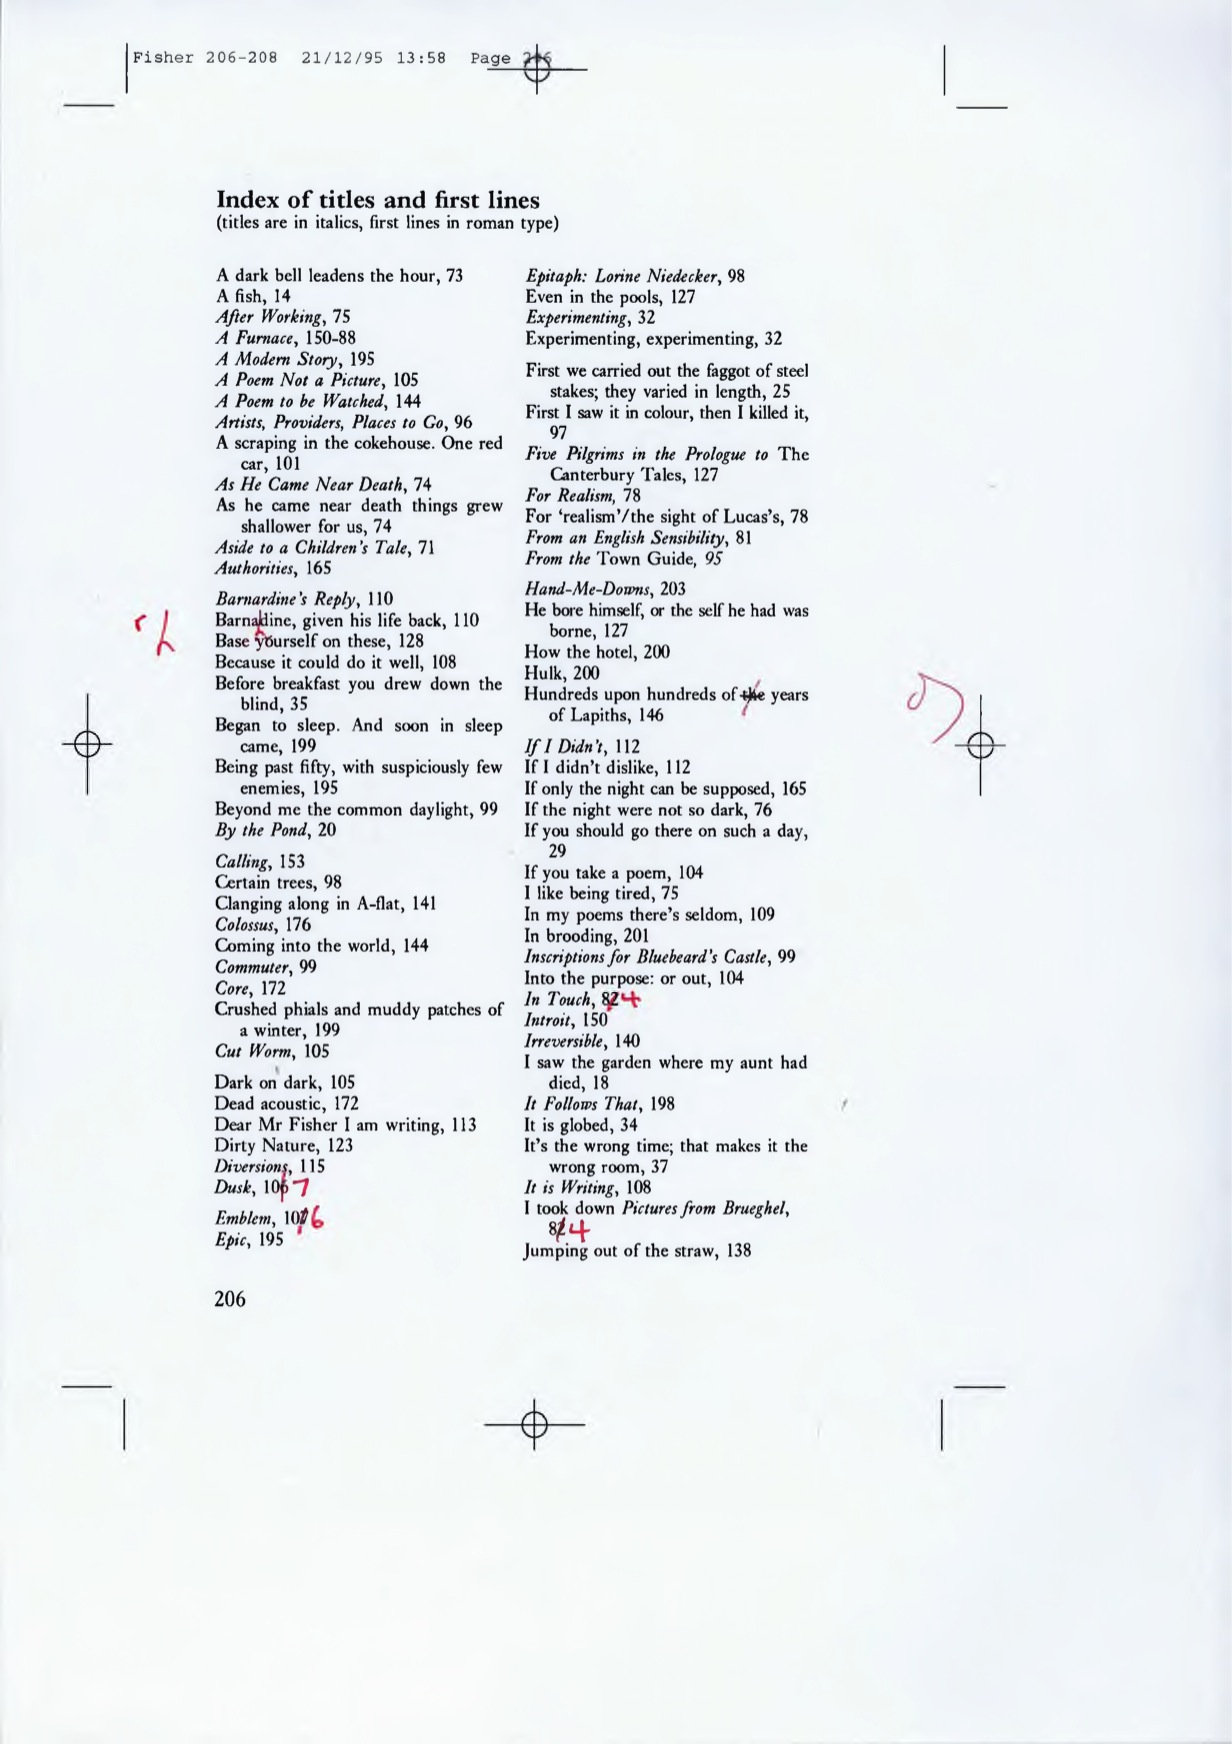 Fisher 206-208 21/12/95 13:58 Page 206
Index of titles and first lines
(titles are in italics, first lines in roman type)
A dark bell leadens the hour, 73
A fish, 14
After Working, 75
A Furnace, 150-88
A Modern Story, 195
A Poem Not a Picture, 105
A Poem to be Watched, 144
Artists, Providers, Places to Go, 96
A scraping in the cokehouse. One red
car, 101
As He Came Near Death, 74
As he came near death things grew
shallower for us, 74
Aside to a Children's Tale, 71
Authorities, 165
Barnardine's Reply, 110
r
Barnadine, given his life back, 110
Base yourself on these, 128
Because it could do it well, 108
Before breakfast you drew down the
blind, 35
Began to sleep. And soon in sleep
came, 199
Being past fifty, with suspiciously few
enemies, 195
Beyond me the common daylight, 99
By the Pond, 20
Calling, 153
Certain trees, 98
Clanging along in A-flat, 141
Colossus, 176
Coming into the world, 144
Commuter, 99
Core, 172
Crushed phials and muddy patches of
a winter, 199
Cut Worm, 105
Dark on dark, 105
Dead acoustic, 172
Dear Mr Fisher I am writing, 113
Dirty Nature, 123
Diversions, 115
Dusk, 106 7
Emblem, 107 6
Epic, 195
Epitaph: Lorine Niedecker, 98
Even in the pools, 127
Experimenting, 32
Experimenting, experimenting, 32
First we carried out the faggot of steel
stakes; they varied in length, 25
First I saw it in colour, then I killed it,
97
Five Pilgrims in the Prologue to The
Canterbury Tales, 127
For Realism, 78
For 'realism'/the sight of Lucas's, 78
From an English Sensibility, 81
From the Town Guide, 95
Hand-Me-Downs, 203
He bore himself, or the self he had was
borne, 127
How the hotel, 200
Hulk, 200
Hundreds upon hundreds of the years
of Lapiths, 146
If I Didn't, 112
If I didn't dislike, 112
If only the night can be supposed, 165
If the night were not so dark, 76
If you should go there on such a day,
29
If you take a poem, 104
I like being tired, 75
In my poems there's seldom, 109
In brooding, 201
Inscriptions for Bluebeard's Castle, 99
Into the purpose: or out, 104
In Touch, 82 4
Introit, 150
Irreversible, 140
I saw the garden where my aunt had
died, 18
It Follows That, 198
It is globed, 34
It's the wrong time; that makes it the
wrong room, 37
It is Writing, 108
I took down Pictures from Brueghel,
82 4
Jumping out of the straw, 138
206